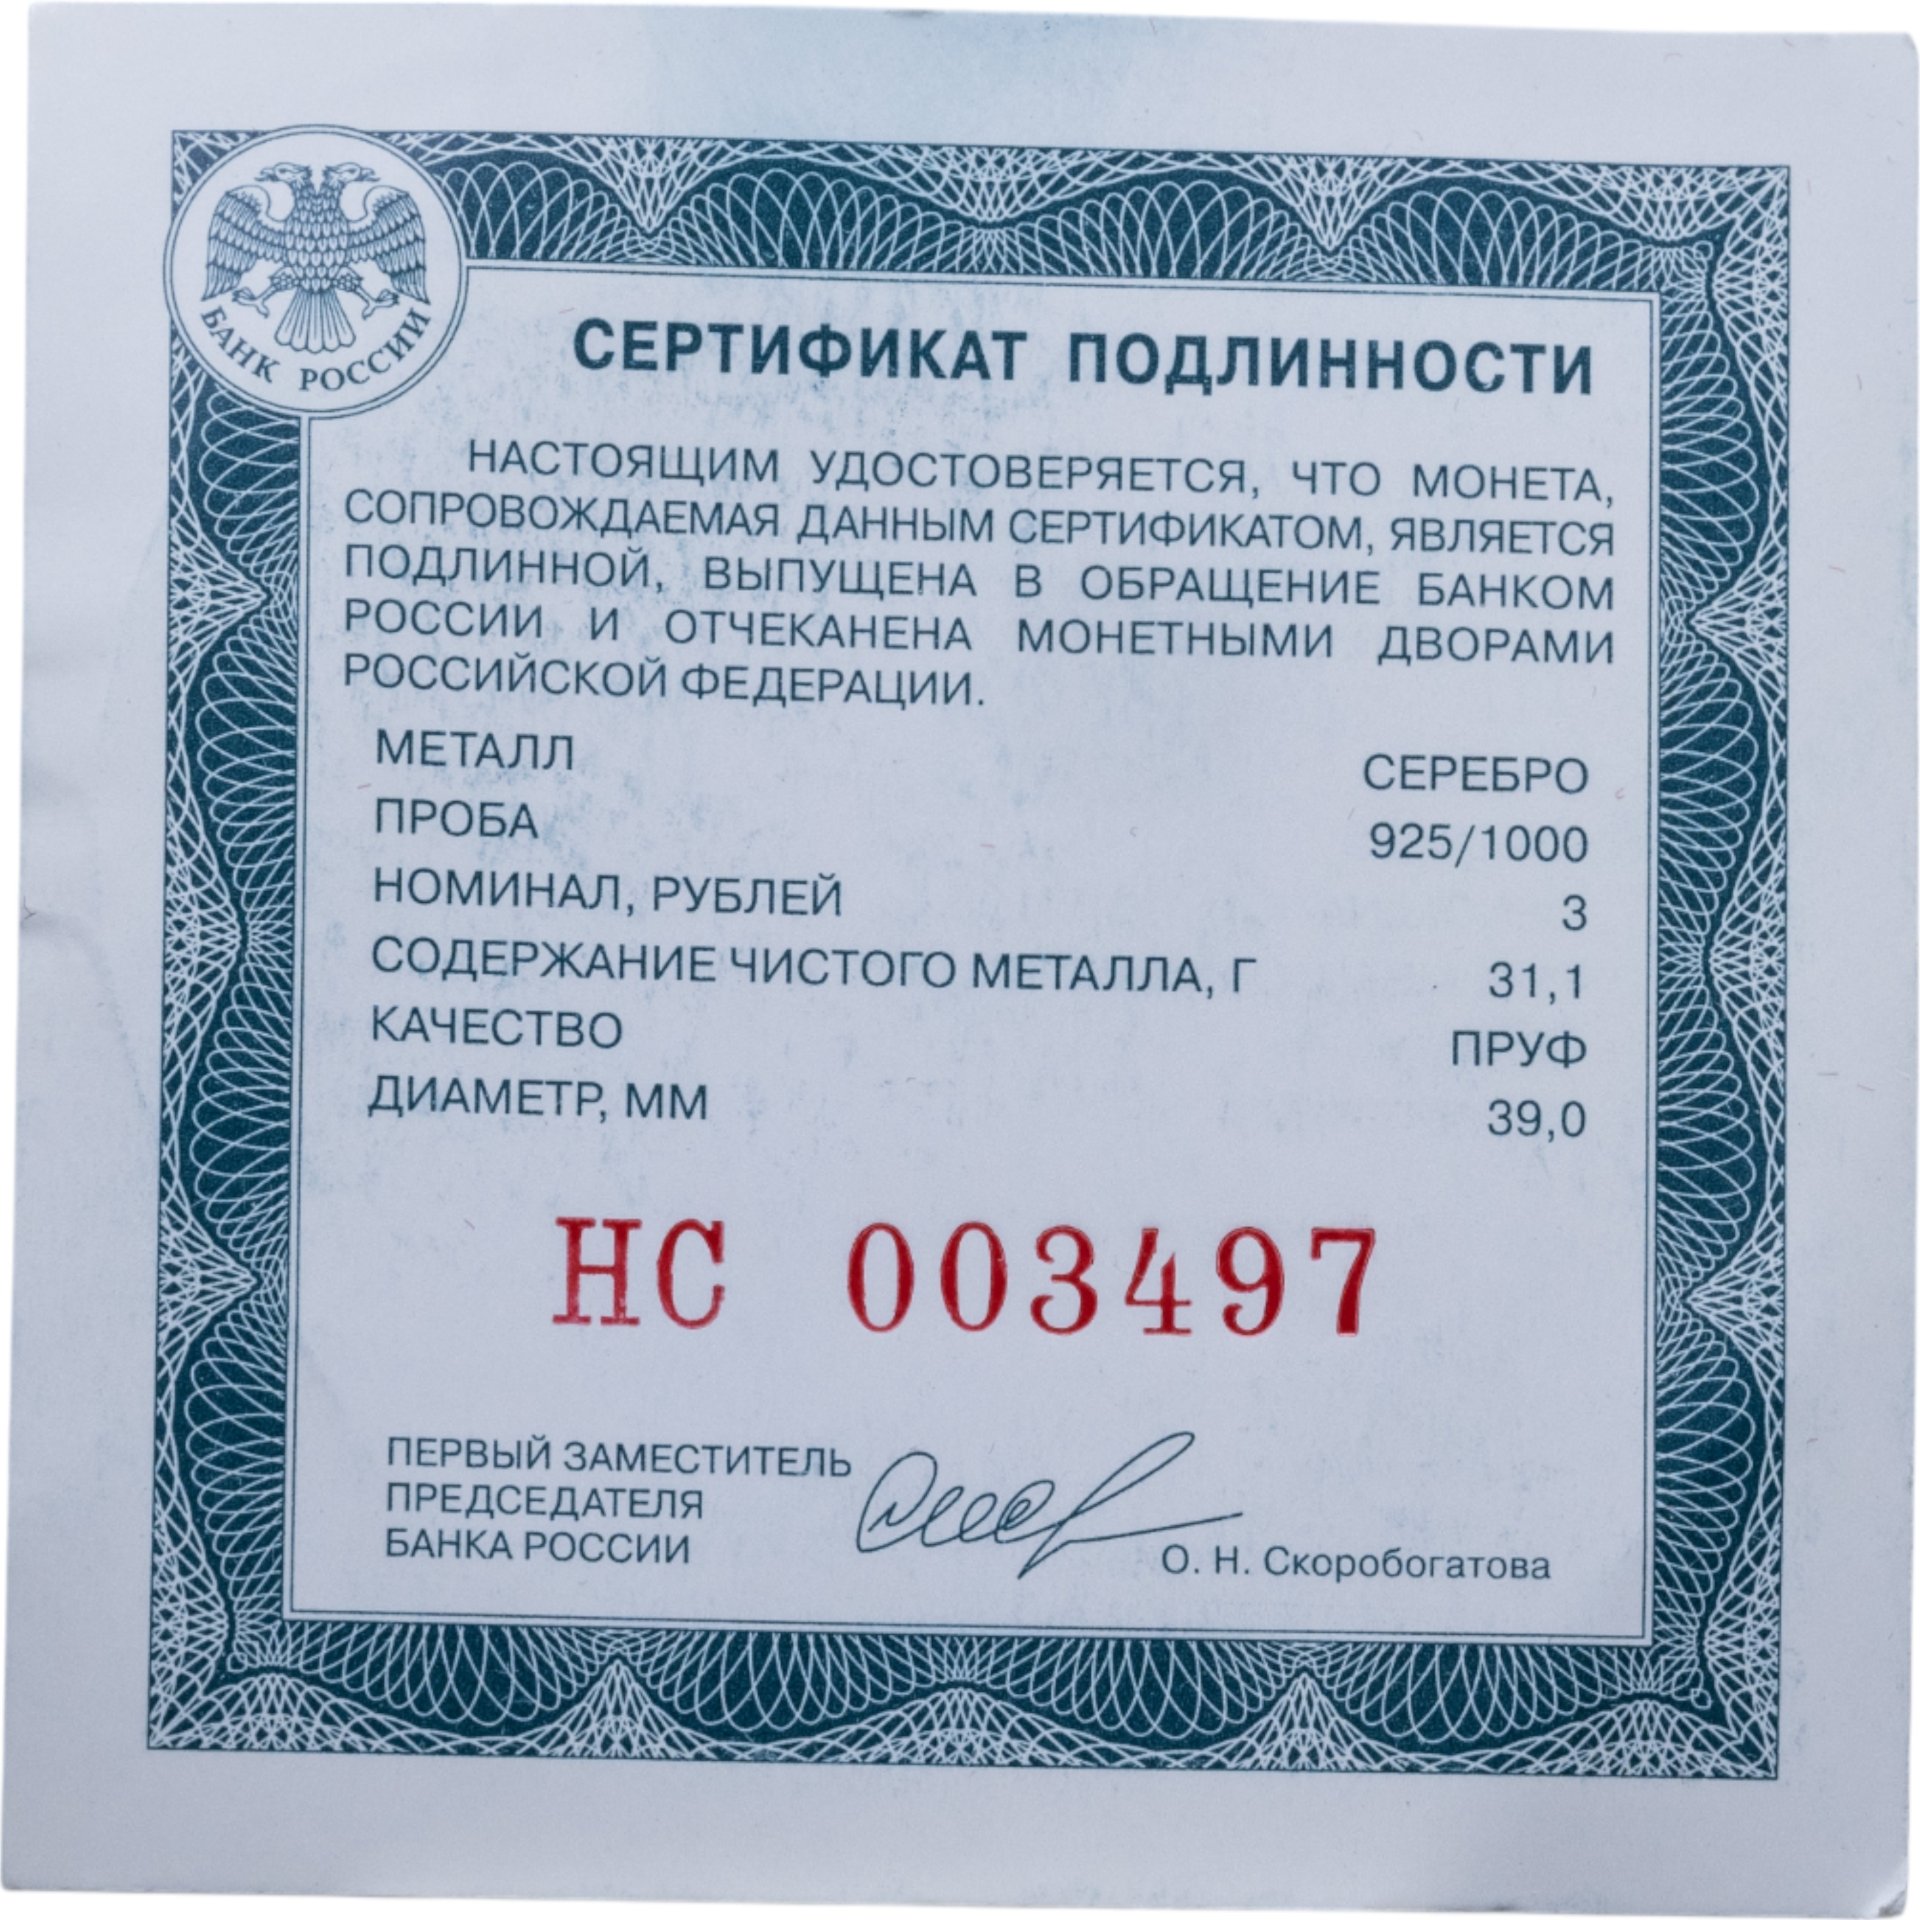 БАНК РОССИИ
СЕРТИФИКАТ ПОДЛИННОСТИ
НАСТОЯЩИМ УДОСТОВЕРЯЕТСЯ, ЧТО МОНЕТА,
СОПРОВОЖДАЕМАЯ ДАННЫМ СЕРТИФИКАТОМ, ЯВЛЯЕТСЯ
ПОДЛИННОЙ, ВЫПУЩЕНА В ОБРАЩЕНИЕ БАНКОМ
РОССИИ И ОТЧЕКАНЕНА МОНЕТНЫМИ ДВОРАМИ
РОССИЙСКОЙ ФЕДЕРАЦИИ.
МЕТАЛЛ СЕРЕБРО
ПРОБА 925/1000
НОМИНАЛ, РУБЛЕЙ 3
СОДЕРЖАНИЕ ЧИСТОГО МЕТАЛЛА, Г 31,1
КАЧЕСТВО ПРУФ
ДИАМЕТР, ММ 39,0
НС 003497
ПЕРВЫЙ ЗАМЕСТИТЕЛЬ
ПРЕДСЕДАТЕЛЯ
БАНКА РОССИИ
О. Н. Скоробогатова